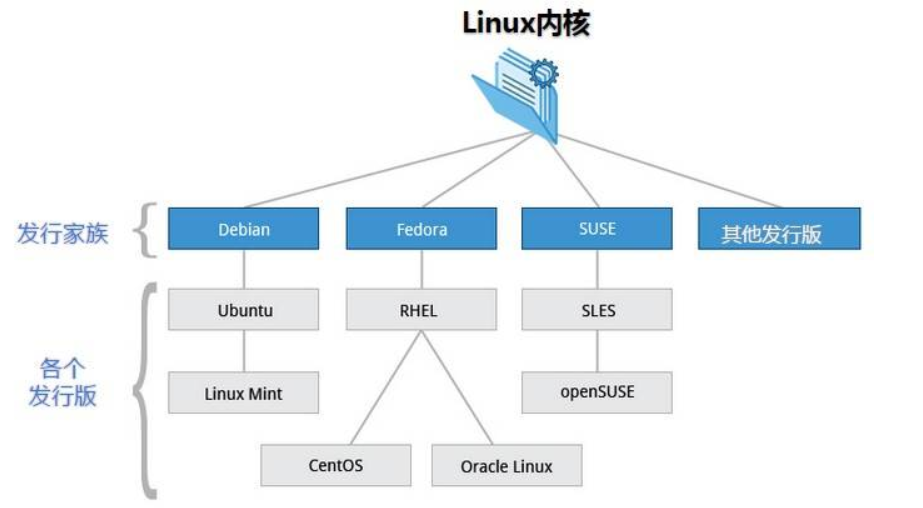 Linux内核
发行家族
Debian
Fedora
SUSE
其他发行版
各个
发行版
Ubuntu
RHEL
SLES
Linux Mint
openSUSE
CentOS
Oracle Linux